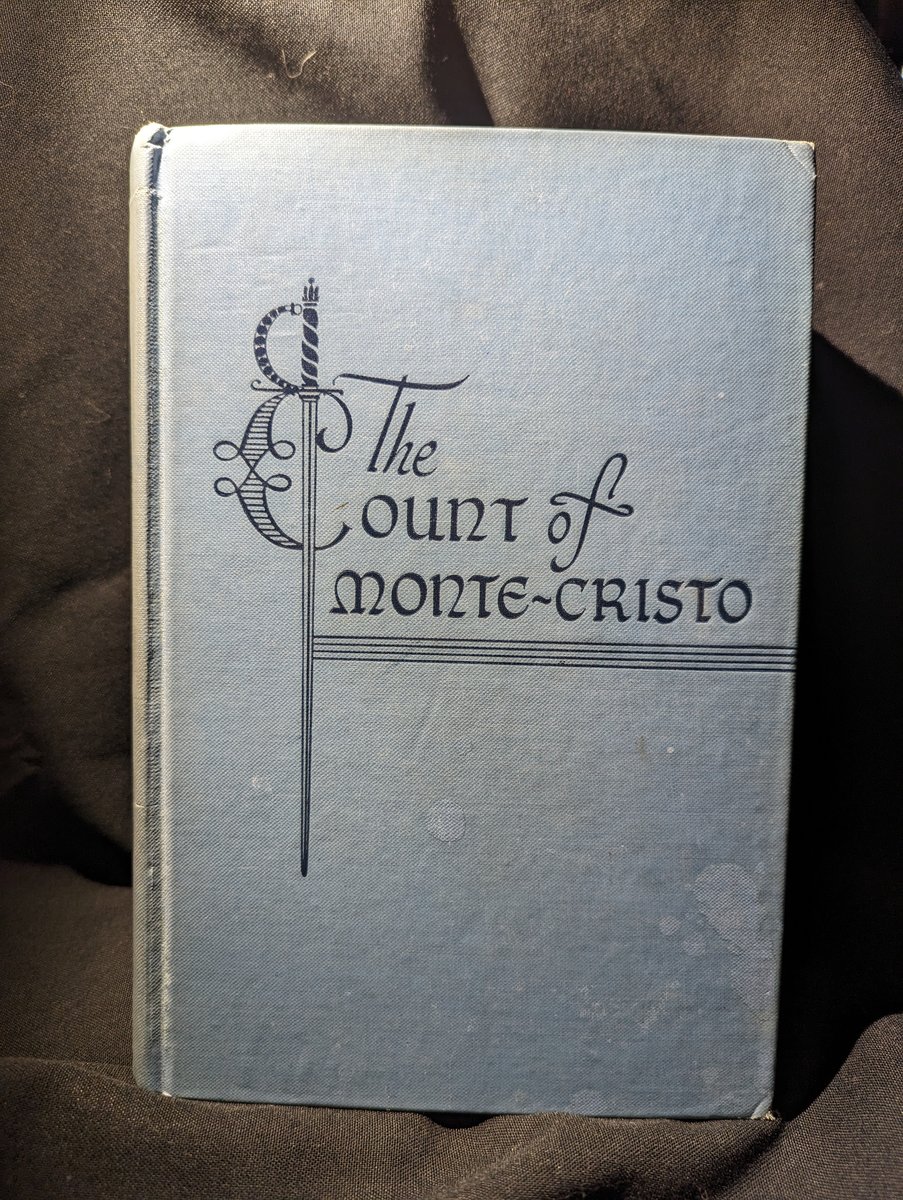 The
Count of
MONTE-CRISTO